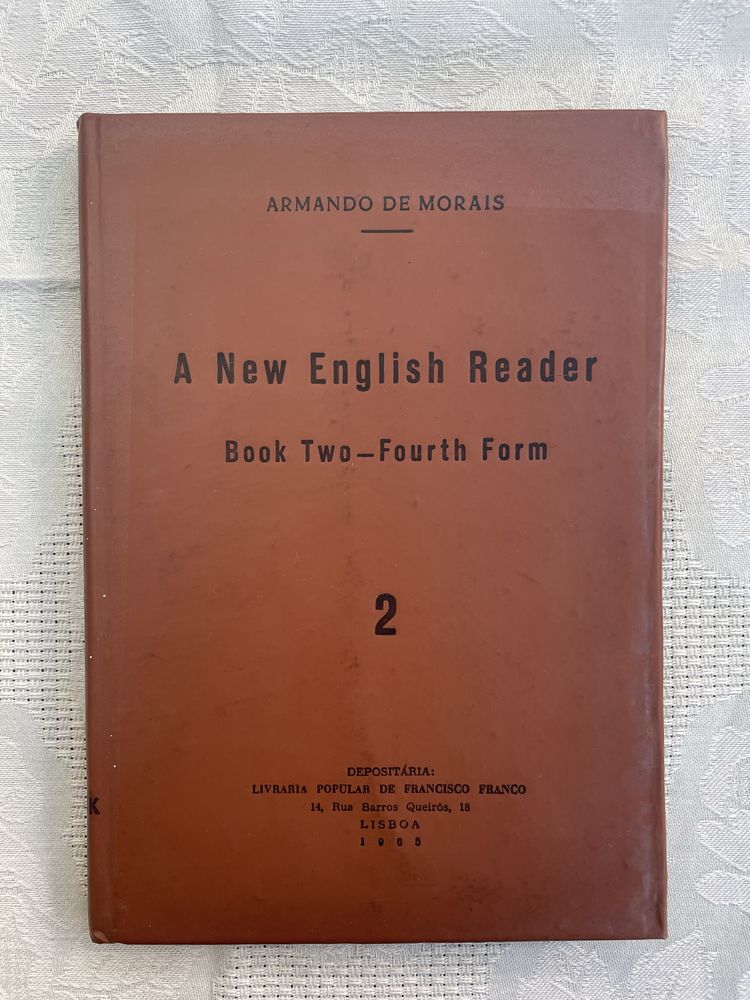 ARMANDO DE MORAIS
A New English Reader
Book Two–Fourth Form
2
DEPOSITÁRIA:
LIVRARIA POPULAR DE FRANCISCO FRANCO
14, Rua Barros Queirós, 18
LISBOA
1965
K